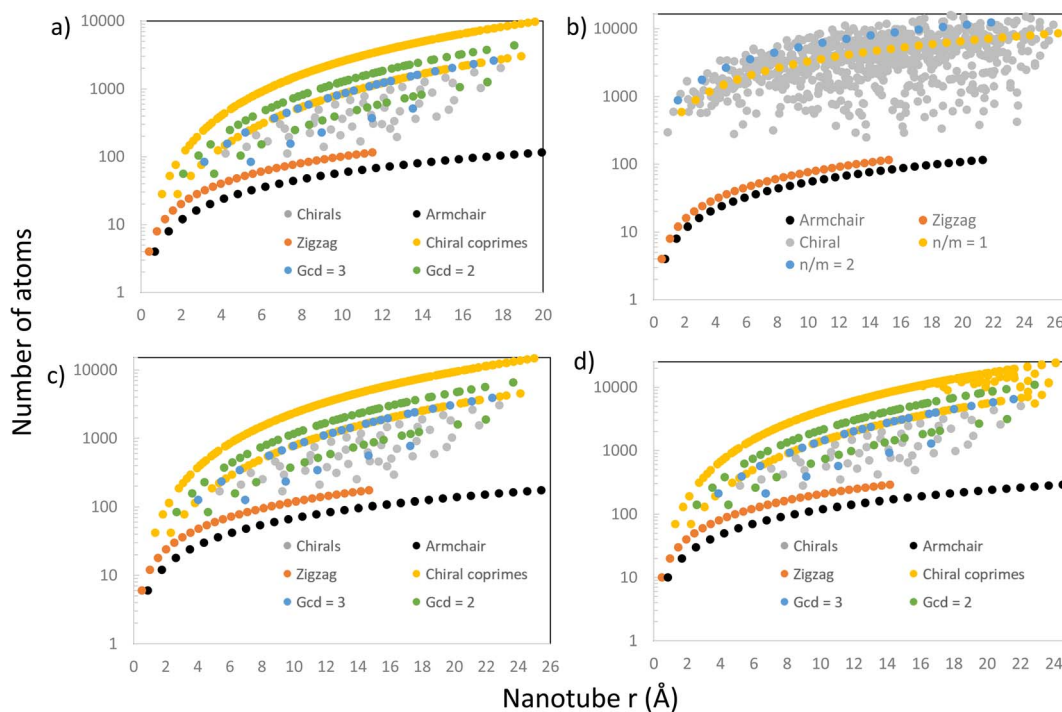 a)
10000
1000
100
10
1
0 2 4 6 8 10 12 14 16 18 20
Chirals Armchair
Zigzag Chiral coprimes
Gcd = 3 Gcd = 2
b)
10000
1000
100
10
1
0 2 4 6 8 10 12 14 16 18 20 22 24 26
Armchair Zigzag
Chiral n/m = 1
n/m = 2
Number of atoms
c)
10000
1000
100
10
1
0 2 4 6 8 10 12 14 16 18 20 22 24 26
Chirals Armchair
Zigzag Chiral coprimes
Gcd = 3 Gcd = 2
d)
10000
1000
100
10
1
0 2 4 6 8 10 12 14 16 18 20 22 24
Chirals Armchair
Zigzag Chiral coprimes
Gcd = 3 Gcd = 2
Nanotube r (Å)